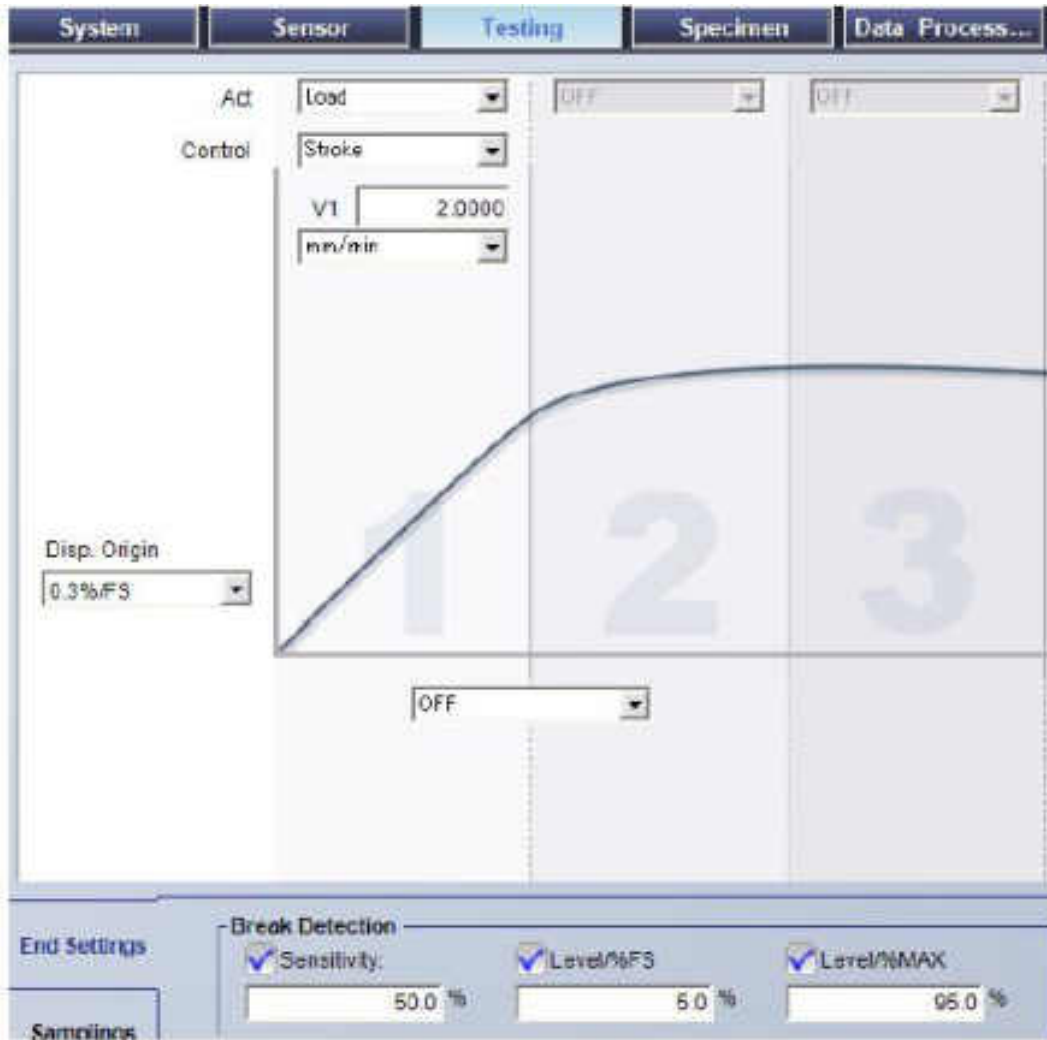 System Sensor Testing Specimen Data Process...
Act Load OFF OFF
Control Stroke
V1 2.0000
mm/min
1 2 3
Disp. Origin
0.3%/FS
OFF
Break Detection
End Settings
Sensitivity: Level/%FS Level/%MAX
50.0 % 5.0 % 95.0 %
Samplings